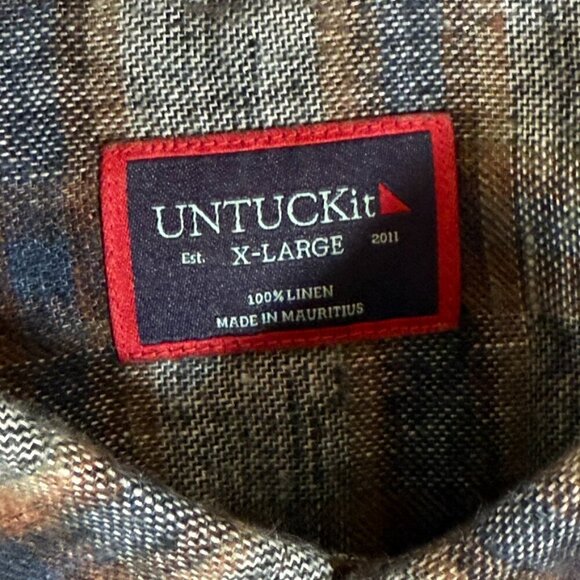 UNTUCKit
Est. X-LARGE 2011
100% LINEN
MADE IN MAURITIUS